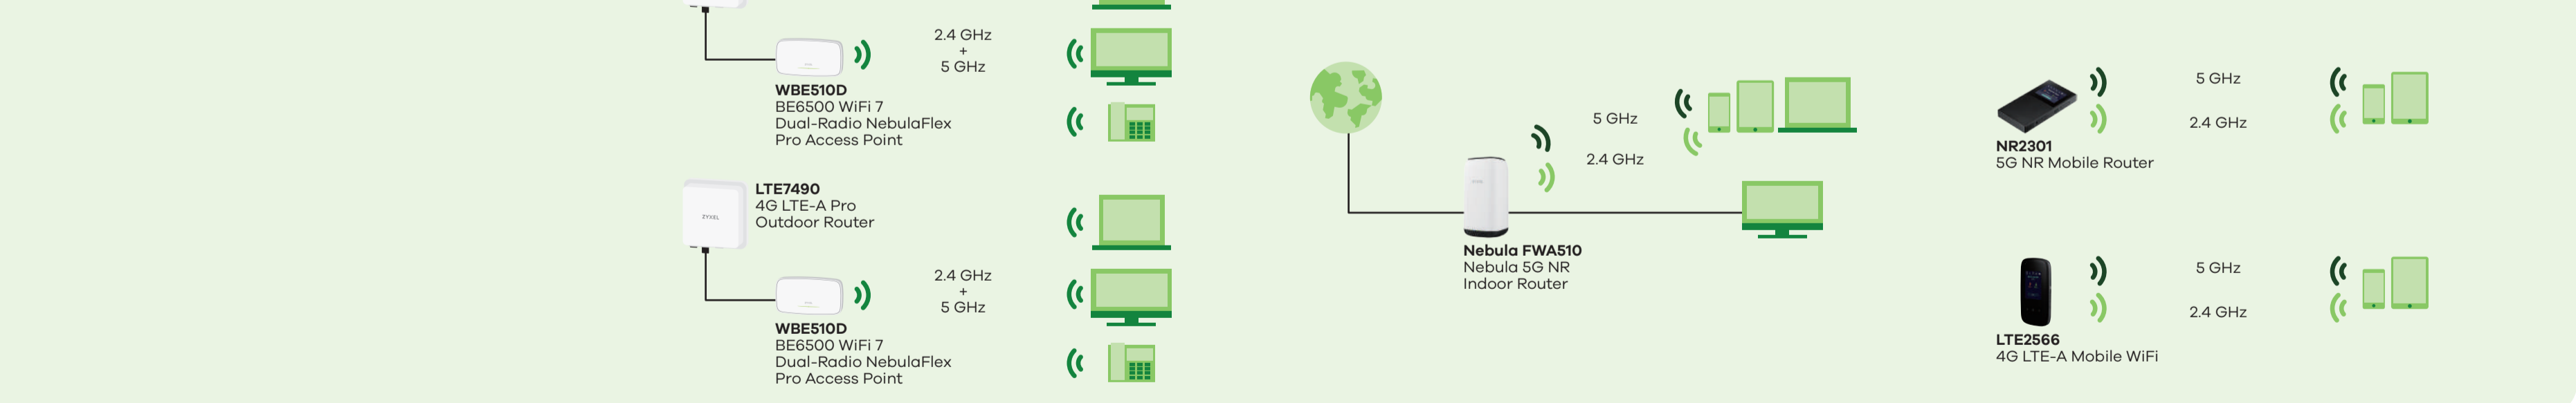 2.4 GHz
+
5 GHz
WBE510D
BE6500 WiFi 7
Dual-Radio NebulaFlex
Pro Access Point
ZYXEL
LTE7490
4G LTE-A Pro
Outdoor Router
2.4 GHz
+
5 GHz
WBE510D
BE6500 WiFi 7
Dual-Radio NebulaFlex
Pro Access Point
5 GHz
2.4 GHz
Nebula FWA510
Nebula 5G NR
Indoor Router
5 GHz
2.4 GHz
NR2301
5G NR Mobile Router
5 GHz
2.4 GHz
LTE2566
4G LTE-A Mobile WiFi